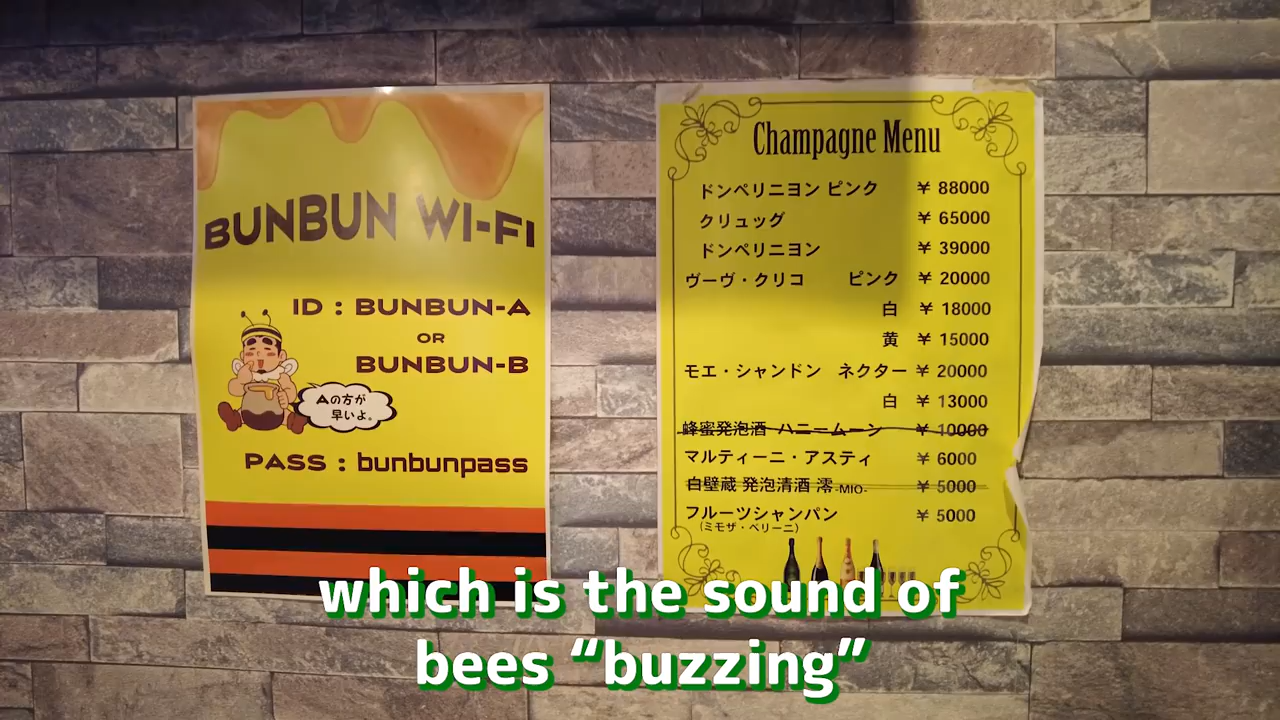 BUNBUN WI-FI
ID : BUNBUN-A
OR
BUNBUN-B
Aの方が
早いよ。
PASS : bunbunpass
Champagne Menu
ドンペリニヨン ピンク ¥ 88000
クリュッグ ¥ 65000
ドンペリニヨン ¥ 39000
ヴーヴ・クリコ ピンク ¥ 20000
白 ¥ 18000
黄 ¥ 15000
モエ・シャンドン ネクター ¥ 20000
白 ¥ 13000
蜂蜜発泡酒 ハニームーン ¥ 10000
マルティーニ・アスティ ¥ 6000
白壁蔵 発泡清酒 澪 -MIO- ¥ 5000
フルーツシャンパン ¥ 5000
(ミモザ・ベリーニ)
which is the sound of
bees “buzzing”